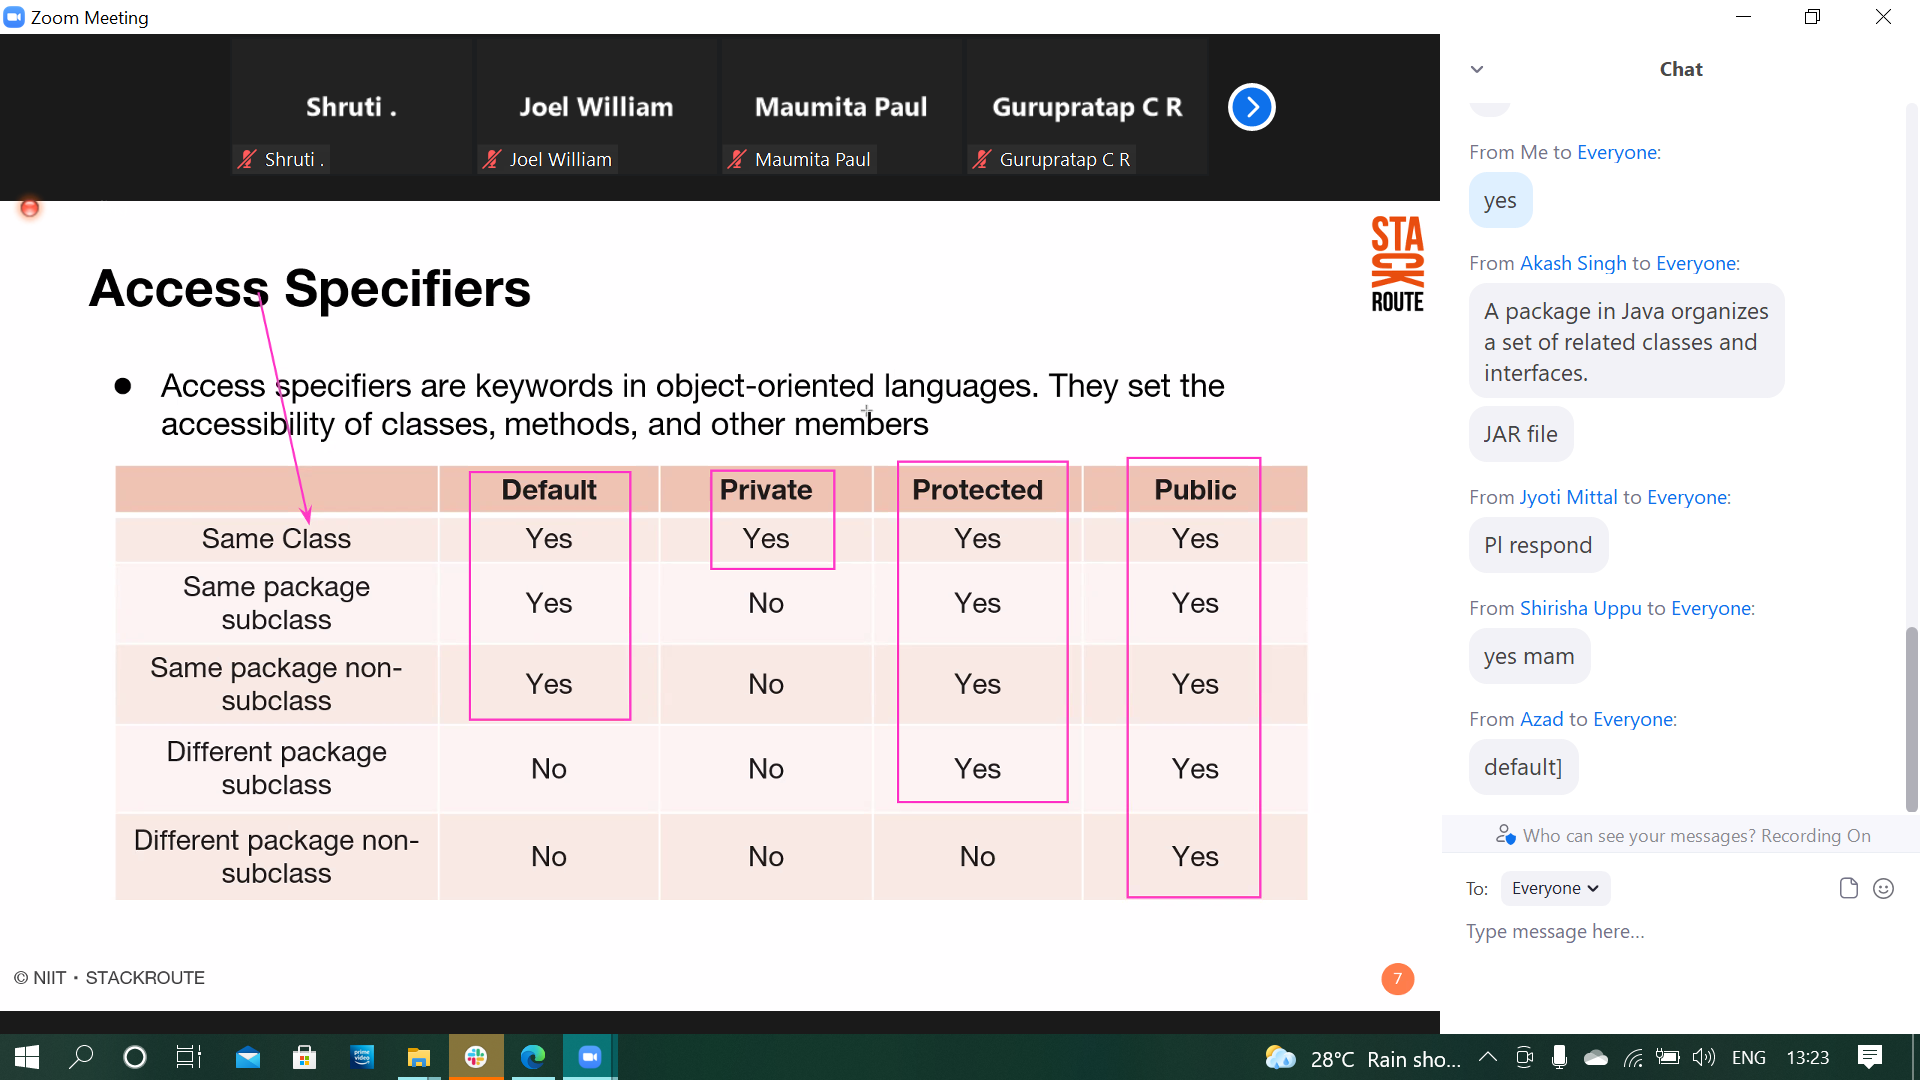 Zoom Meeting
Shruti .
Joel William
Maumita Paul
Gurupratap C R
Shruti .
Joel William
Maumita Paul
Gurupratap C R
STA
CK
ROUTE
Access Specifiers
● Access specifiers are keywords in object-oriented languages. They set the
accessibility of classes, methods, and other members
Default Private Protected Public
Same Class Yes Yes Yes Yes
Same package
subclass Yes No Yes Yes
Same package non-
subclass Yes No Yes Yes
Different package
subclass No No Yes Yes
Different package non-
subclass No No No Yes
© NIIT • STACKROUTE
7
Chat
From Me to Everyone:
yes
From Akash Singh to Everyone:
A package in Java organizes
a set of related classes and
interfaces.
JAR file
From Jyoti Mittal to Everyone:
Pl respond
From Shirisha Uppu to Everyone:
yes mam
From Azad to Everyone:
default]
Who can see your messages? Recording On
To: Everyone
Type message here...
prime video
28°C Rain sho...
ENG
13:23